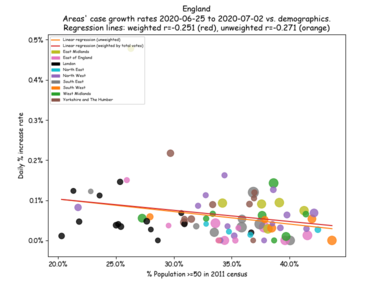 England
Areas' case growth rates 2020-06-25 to 2020-07-02 vs. demographics.
Regression lines: weighted r=-0.251 (red), unweighted r=-0.271 (orange)
Linear regression (unweighted)
Linear regression (weighted by total cases)
East Midlands
East of England
London
North East
North West
South East
South West
West Midlands
Yorkshire and The Humber
Daily % increase rate
0.5%
0.4%
0.3%
0.2%
0.1%
0.0%
20.0%
25.0%
30.0%
35.0%
40.0%
% Population >=50 in 2011 census